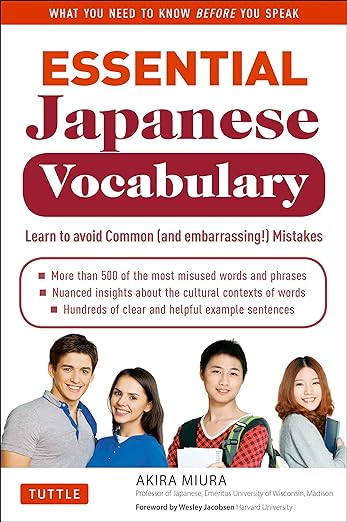 WHAT YOU NEED TO KNOW BEFORE YOU SPEAK
ESSENTIAL
Japanese
Vocabulary
Learn to avoid Common (and embarrassing!) Mistakes
■ More than 500 of the most misused words and phrases
■ Nuanced insights about the cultural contexts of words
■ Hundreds of clear and helpful example sentences
AKIRA MIURA
Professor of Japanese, Emeritus University of Wisconsin, Madison
Foreword by Wesley Jacobsen Harvard University
TUTTLE